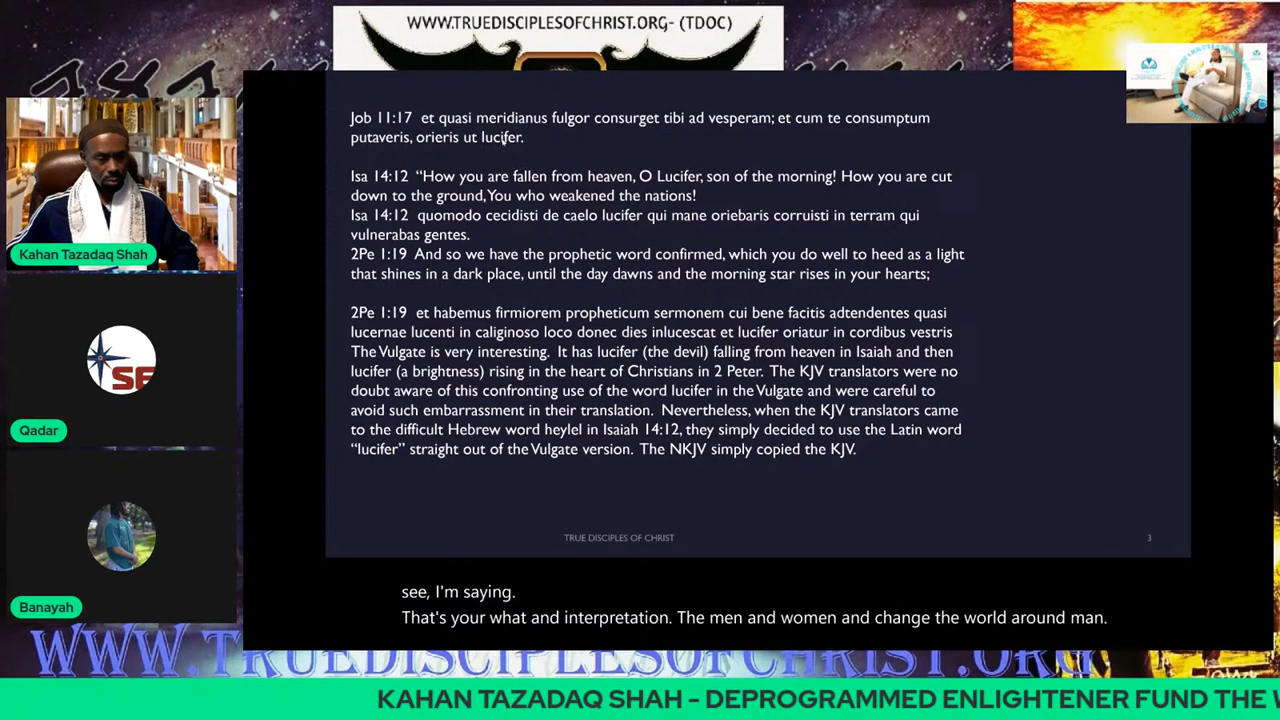 WWW.TRUEDISCIPLESOFCHRIST.ORG- (TDOC)
Job 11:17 et quasi meridianus fulgor consurget tibi ad vesperam; et cum te consumptum
putaveris, orieris ut lucifer.
Isa 14:12 “How you are fallen from heaven, O Lucifer, son of the morning! How you are cut
down to the ground, You who weakened the nations!
Isa 14:12 quomodo cecidisti de caelo lucifer qui mane oriebaris corruisti in terram qui
vulnerabas gentes.
2Pe 1:19 And so we have the prophetic word confirmed, which you do well to heed as a light
that shines in a dark place, until the day dawns and the morning star rises in your hearts;
2Pe 1:19 et habemus firmiorem propheticum sermonem cui bene facitis adtendentes quasi
lucernae lucenti in caliginoso loco donec dies inlucescat et lucifer oriatur in cordibus vestris
The Vulgate is very interesting. It has lucifer (the devil) falling from heaven in Isaiah and then
lucifer (a brightness) rising in the heart of Christians in 2 Peter. The KJV translators were no
doubt aware of this confronting use of the word lucifer in the Vulgate and were careful to
avoid such embarrassment in their translation. Nevertheless, when the KJV translators came
to the difficult Hebrew word heylel in Isaiah 14:12, they simply decided to use the Latin word
“lucifer” straight out of the Vulgate version. The NKJV simply copied the KJV.
TRUE DISCIPLES OF CHRIST 3
Kahan Tazadaq Shah
SE
Qadar
Banayah
see, I'm saying.
That's your what and interpretation. The men and women and change the world around man.
WWW.TRUEDISCIPLESOFCHRIST.ORG
KAHAN TAZADAQ SHAH - DEPROGRAMMED ENLIGHTENER FUND THE